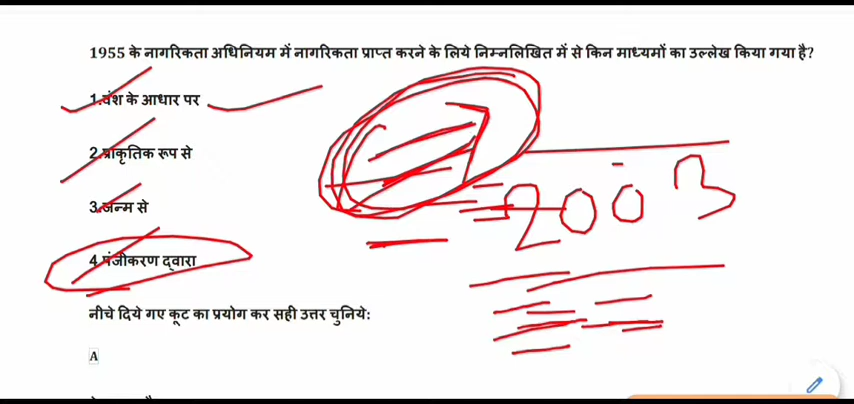 1955 के नागरिकता अधिनियम में नागरिकता प्राप्त करने के लिये निम्नलिखित में से किन माध्यमों का उल्लेख किया गया है?
1.वंश के आधार पर
2.प्राकृतिक रूप से
3.जन्म से
2003
4.पंजीकरण द्वारा
नीचे दिये गए कूट का प्रयोग कर सही उत्तर चुनिये:
A